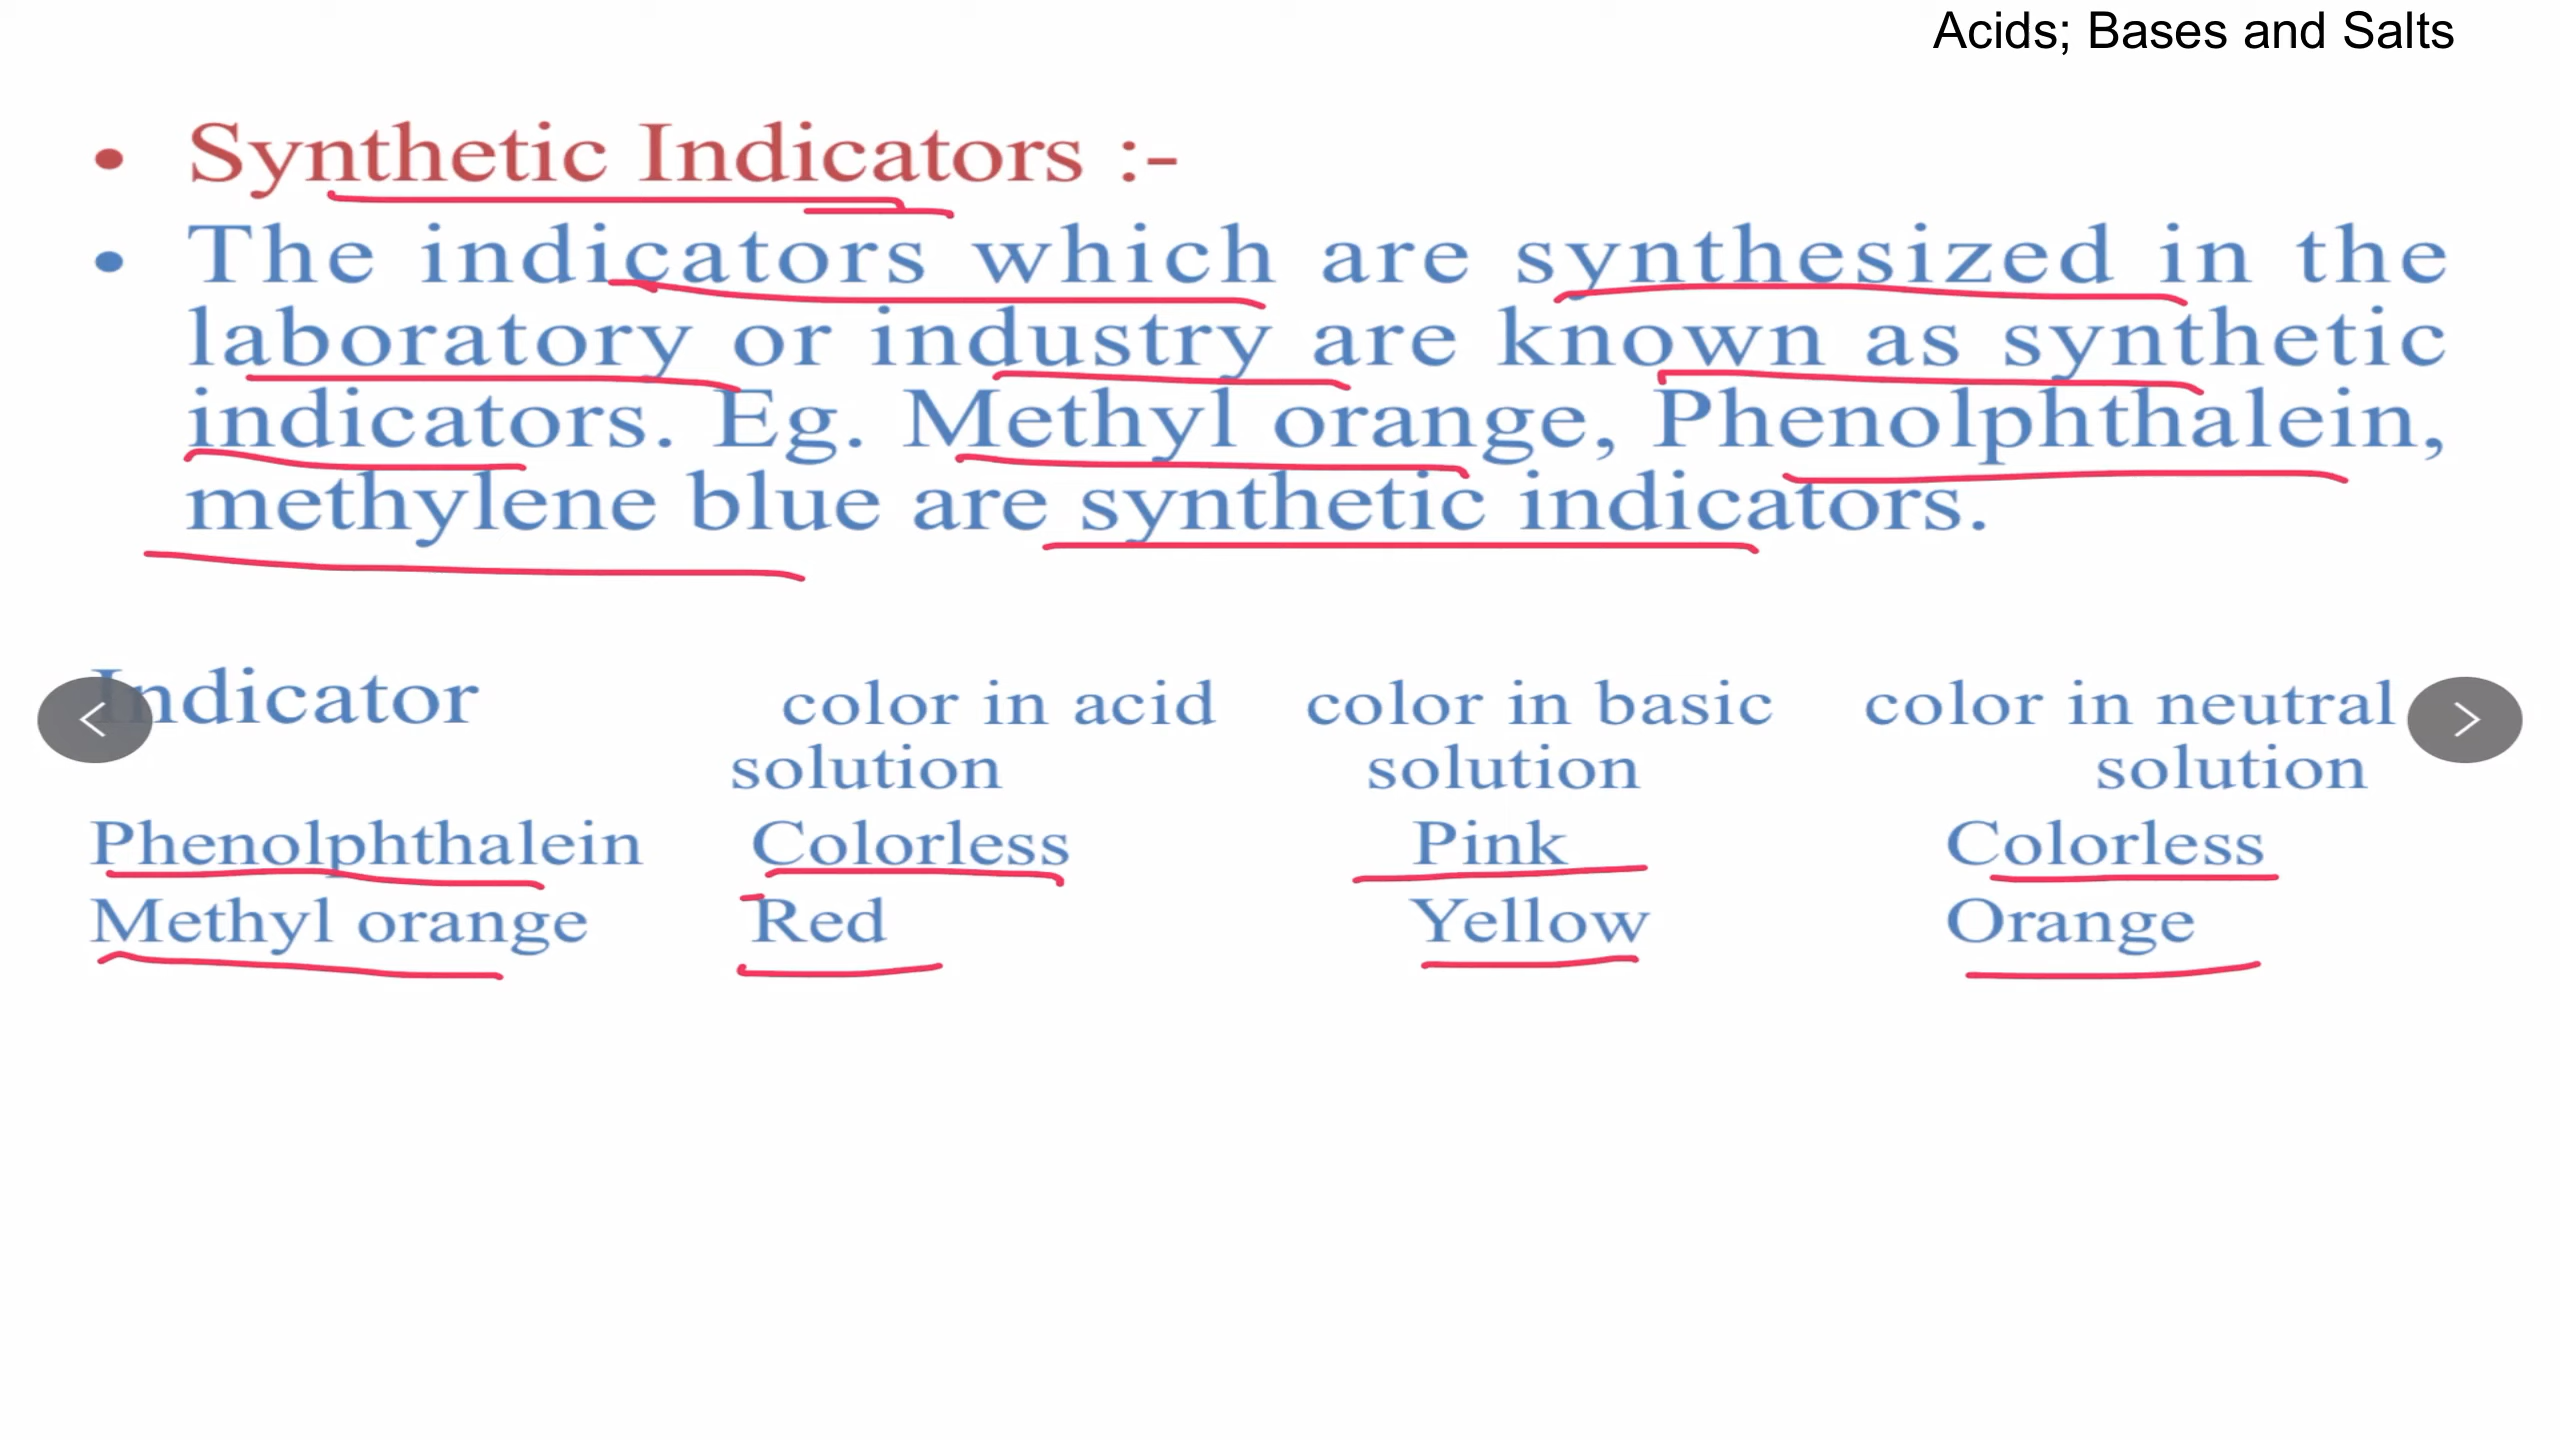 Acids; Bases and Salts
• Synthetic Indicators :-
• The indicators which are synthesized in the
laboratory or industry are known as synthetic
indicators. Eg. Methyl orange, Phenolphthalein,
methylene blue are synthetic indicators.
Indicator color in acid color in basic color in neutral
solution solution solution
Phenolphthalein Colorless Pink Colorless
Methyl orange Red Yellow Orange